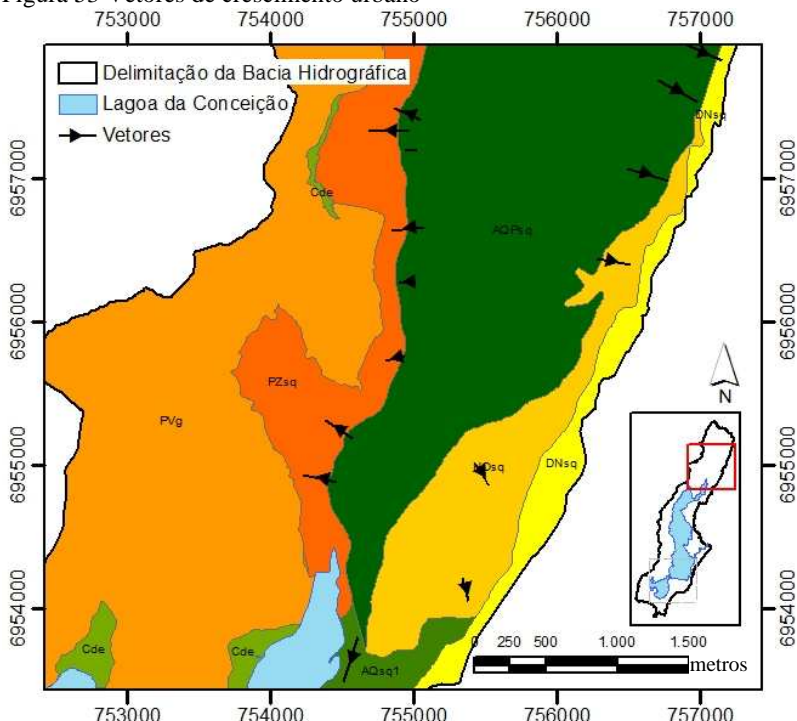 Figura 33 Vetores de crescimento urbano
753000 754000 755000 756000 757000
Delimitação da Bacia Hidrográfica
Lagoa da Conceição
Vetores
DNsq
6957000 6957000
Cde
AQPsq
6956000 6956000
N
PZsq
PVg
6955000 6955000
DNsq
6954000 6954000
Cde Cde
AQsq1
0 250 500 1.000 1.500
metros
753000 754000 755000 756000 757000